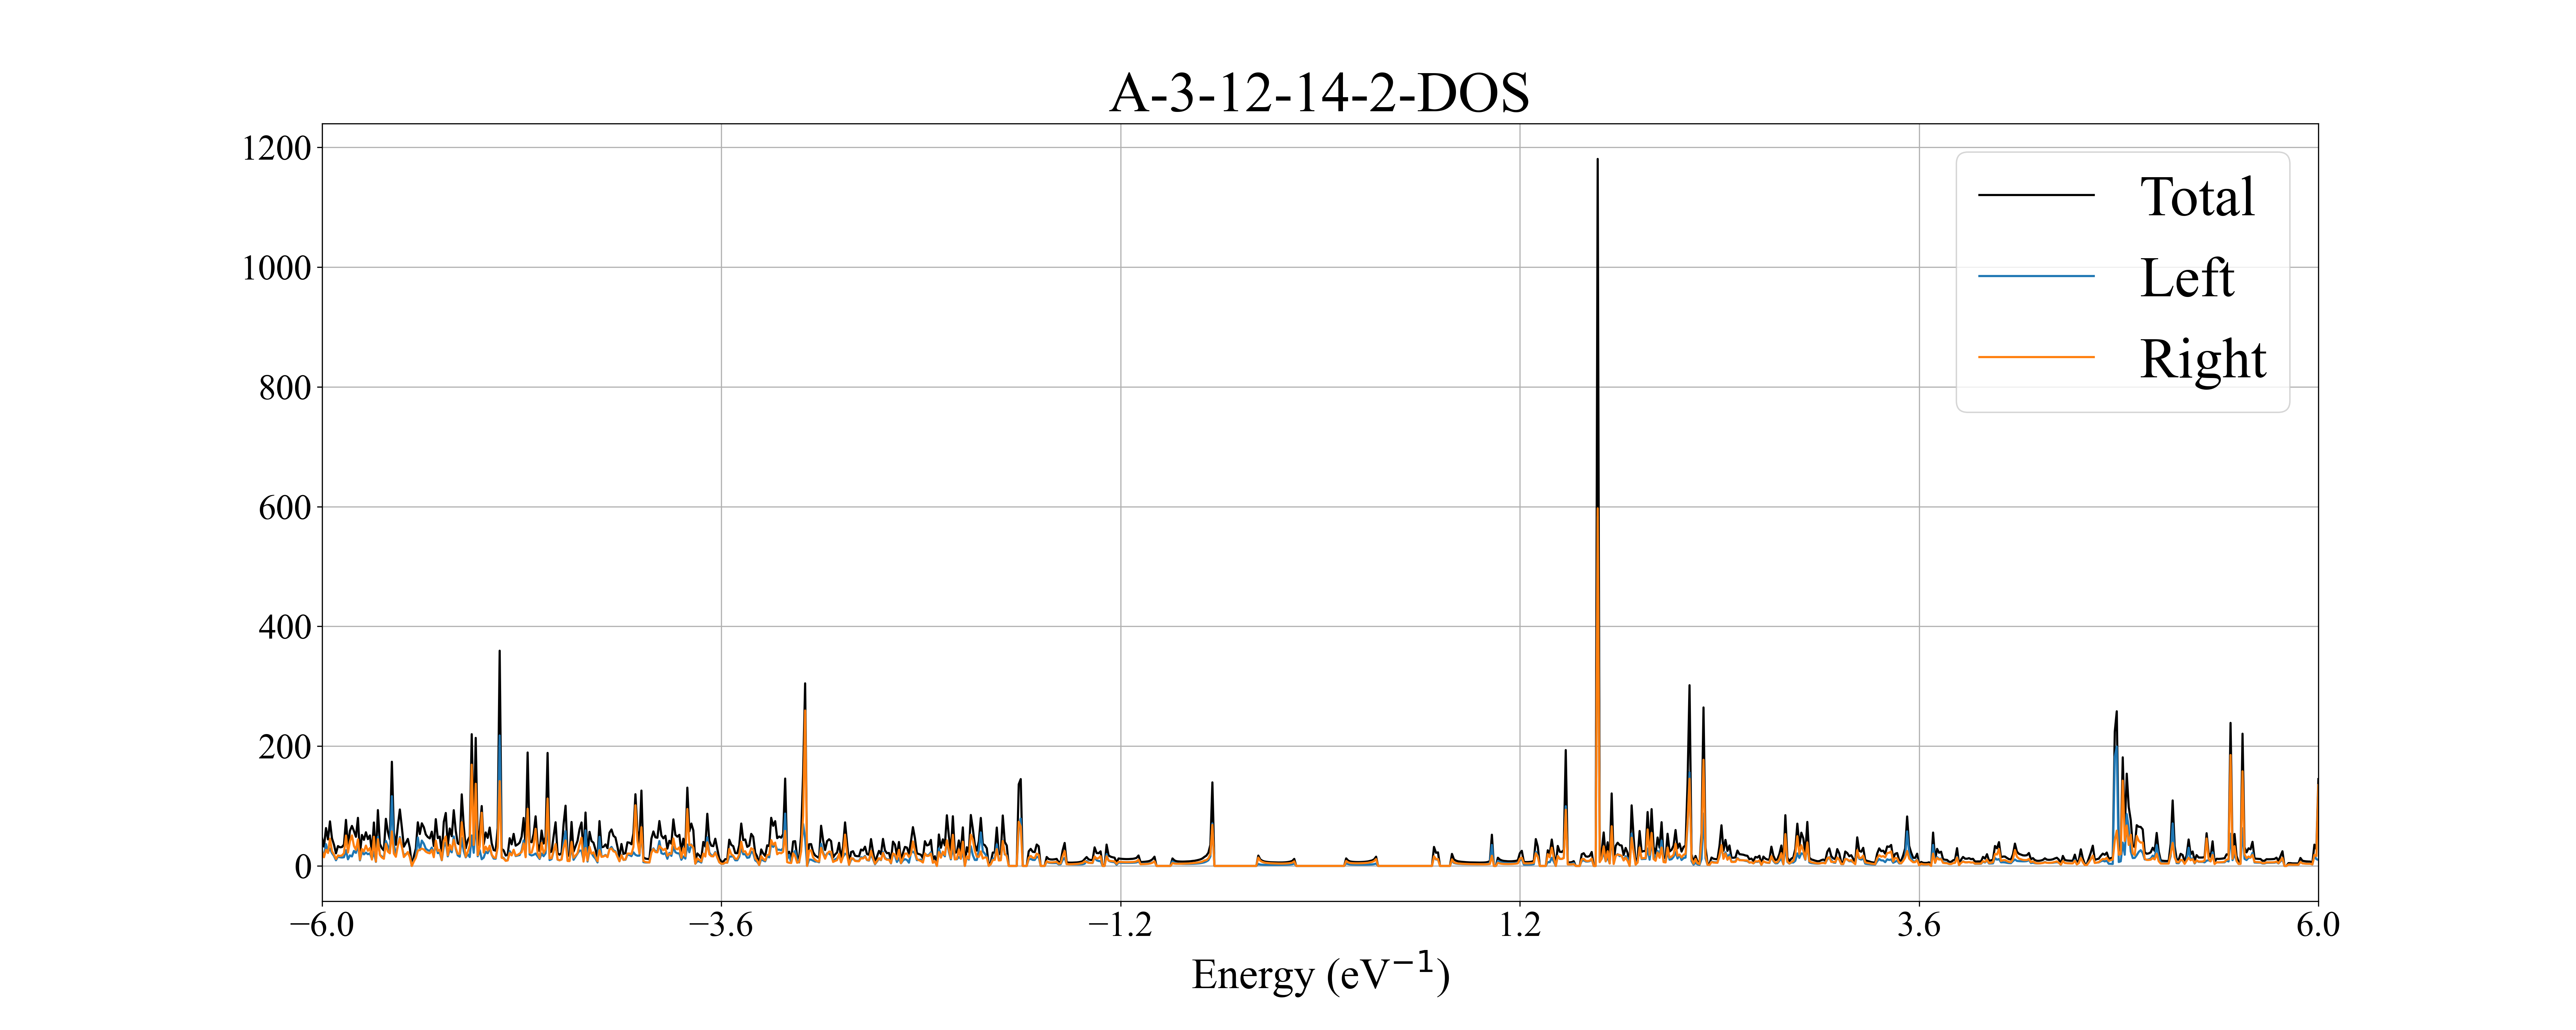 A-3-12-14-2-DOS
1200
1000
800
600
400
200
0
Total
Left
Right
−6.0 −3.6 −1.2 1.2 3.6 6.0
Energy (eV⁻¹)